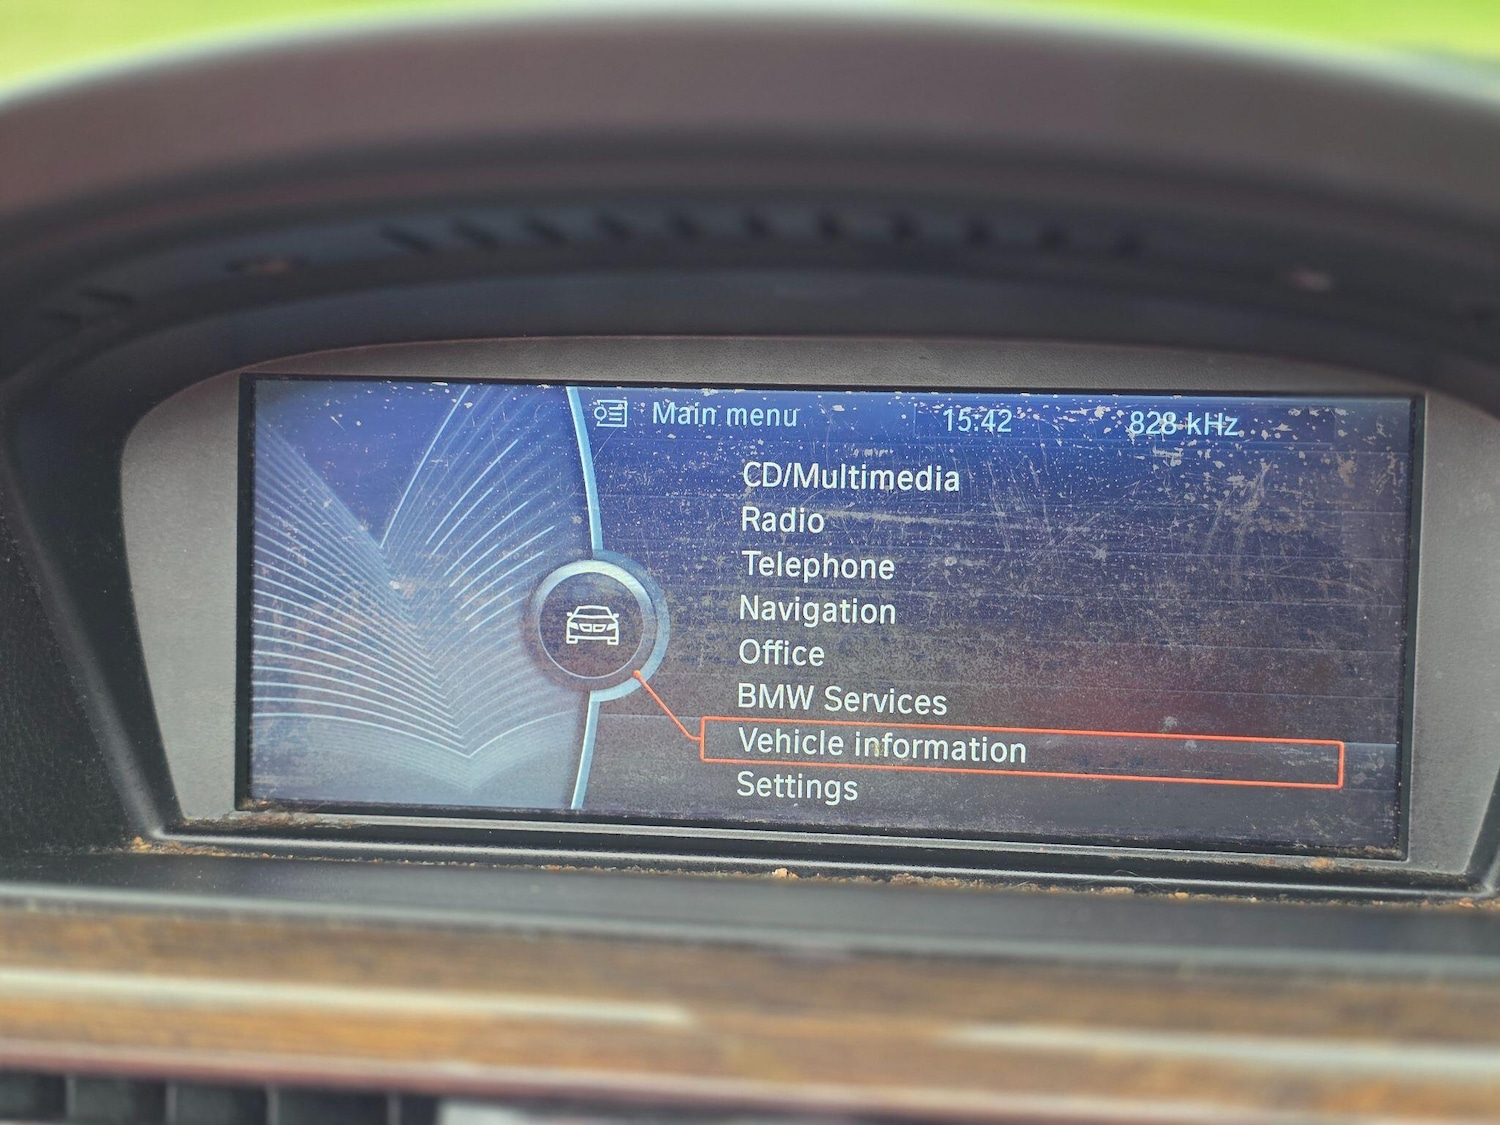 Main menu 15:42 828 kHz
CD/Multimedia
Radio
Telephone
Navigation
Office
BMW Services
Vehicle information
Settings